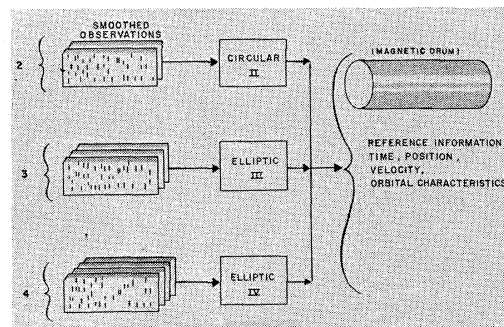 SMOOTHED
OBSERVATIONS
2
CIRCULAR
II
(MAGNETIC DRUM)
3
ELLIPTIC
III
REFERENCE INFORMATION
TIME, POSITION,
VELOCITY,
ORBITAL CHARACTERISTICS
4
ELLIPTIC
IV